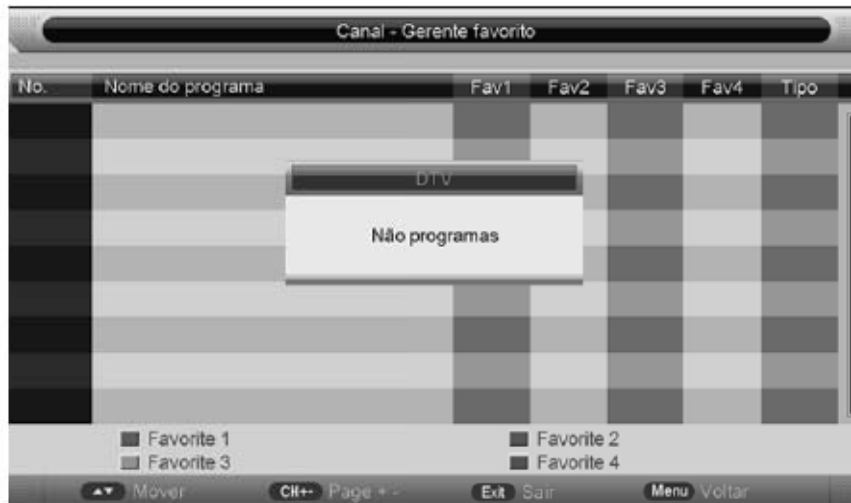 Canal - Gerente favorito
No. Nome do programa Fav1 Fav2 Fav3 Fav4 Tipo
DTV
Não programas
Favorite 1 Favorite 2
Favorite 3 Favorite 4
Mover CH+- Page + - Exit Sair Menu Voltar